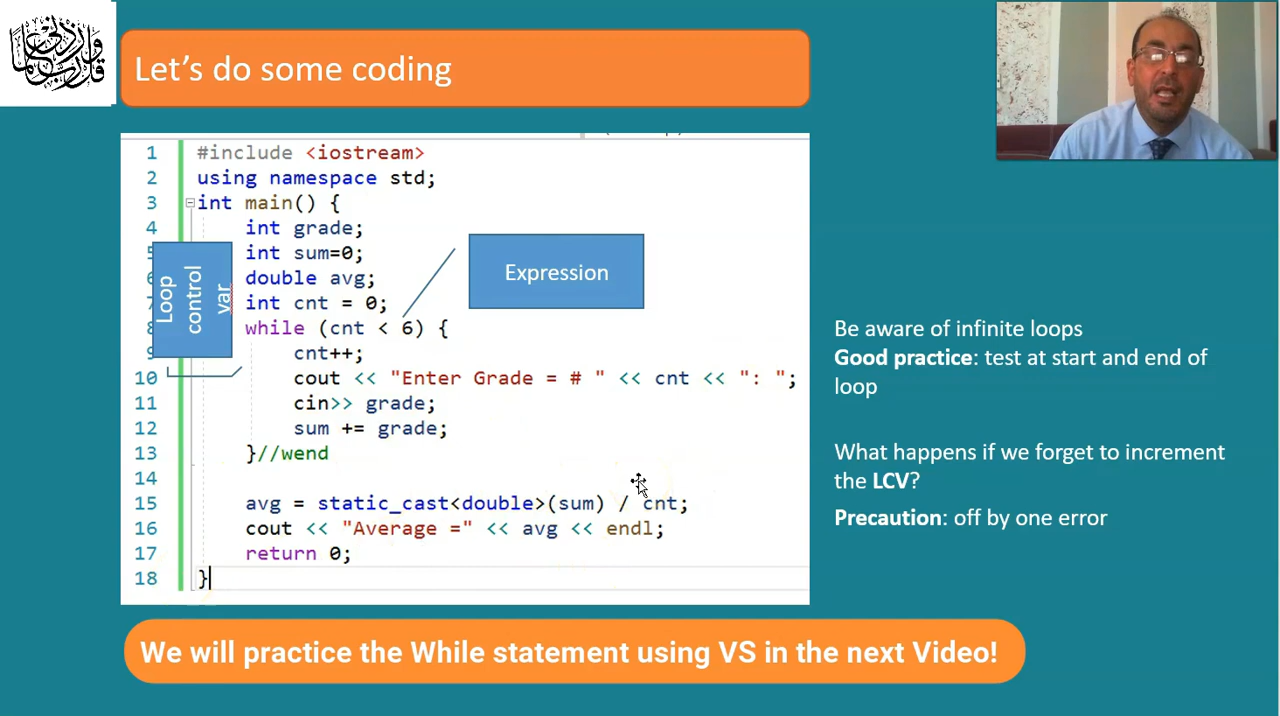 وقل رب زدني علما
Let's do some coding
1 #include <iostream>
2 using namespace std;
3 int main() {
4 int grade;
5 int sum=0;
6 double avg;
7 int cnt = 0;
8 while (cnt < 6) {
9 cnt++;
10 cout << "Enter Grade = # " << cnt << ": ";
11 cin>> grade;
12 sum += grade;
13 }//wend
14
15 avg = static_cast<double>(sum) / cnt;
16 cout << "Average =" << avg << endl;
17 return 0;
18 }
Loop
control
var
Expression
Be aware of infinite loops
Good practice: test at start and end of
loop
What happens if we forget to increment
the LCV?
Precaution: off by one error
We will practice the While statement using VS in the next Video!